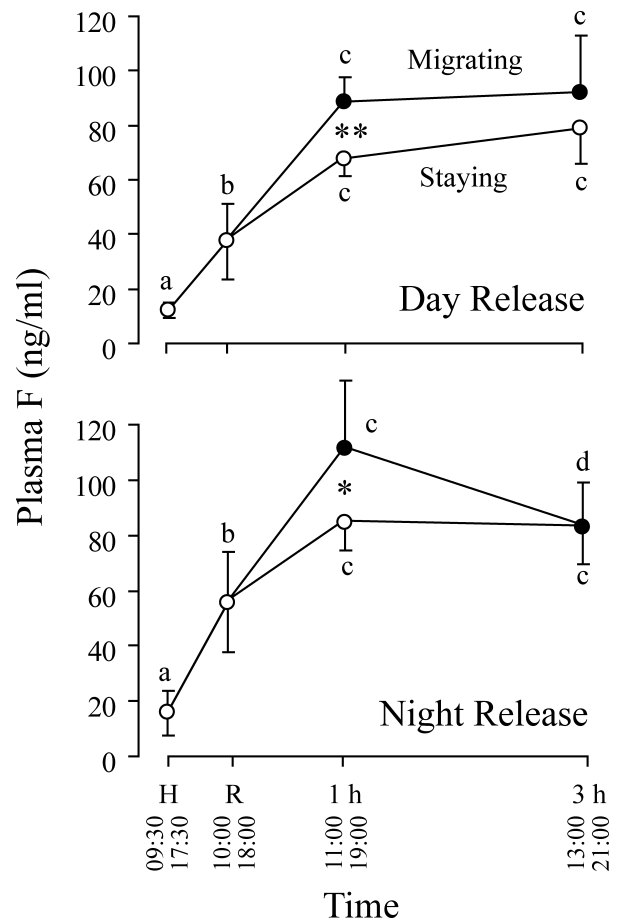 120
c
c
Migrating
100
80
**
b
c
Staying
c
60
40
a
20
Day Release
0
Plasma F (ng/ml)
120
c
100
*
d
b
80
c
c
60
40
a
20
Night Release
0
H R 1 h 3 h
09:30 10:00 11:00 13:00
17:30 18:00 19:00 21:00
Time